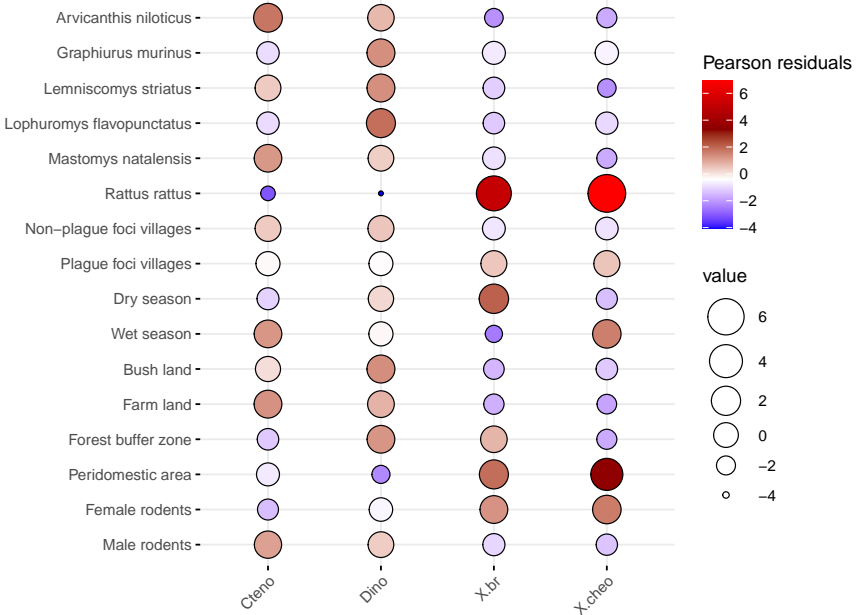 Arvicanthis niloticus
Graphiurus murinus
Lemniscomys striatus
Lophuromys flavopunctatus
Mastomys natalensis
Rattus rattus
Non−plague foci villages
Plague foci villages
Dry season
Wet season
Bush land
Farm land
Forest buffer zone
Peridomestic area
Female rodents
Male rodents
Cteno
Dino
X.br
X.cheo
Pearson residuals
6
4
2
0
−2
−4
value
6
4
2
0
−2
−4